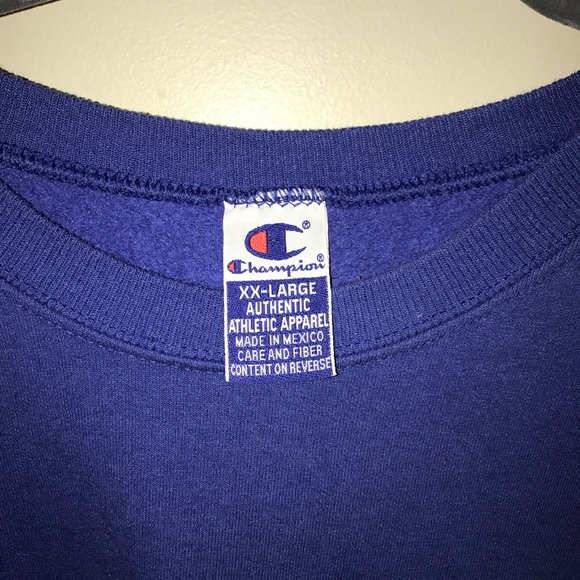 ®
Champion
XX-LARGE
AUTHENTIC
ATHLETIC APPAREL
MADE IN MEXICO
CARE AND FIBER
CONTENT ON REVERSE